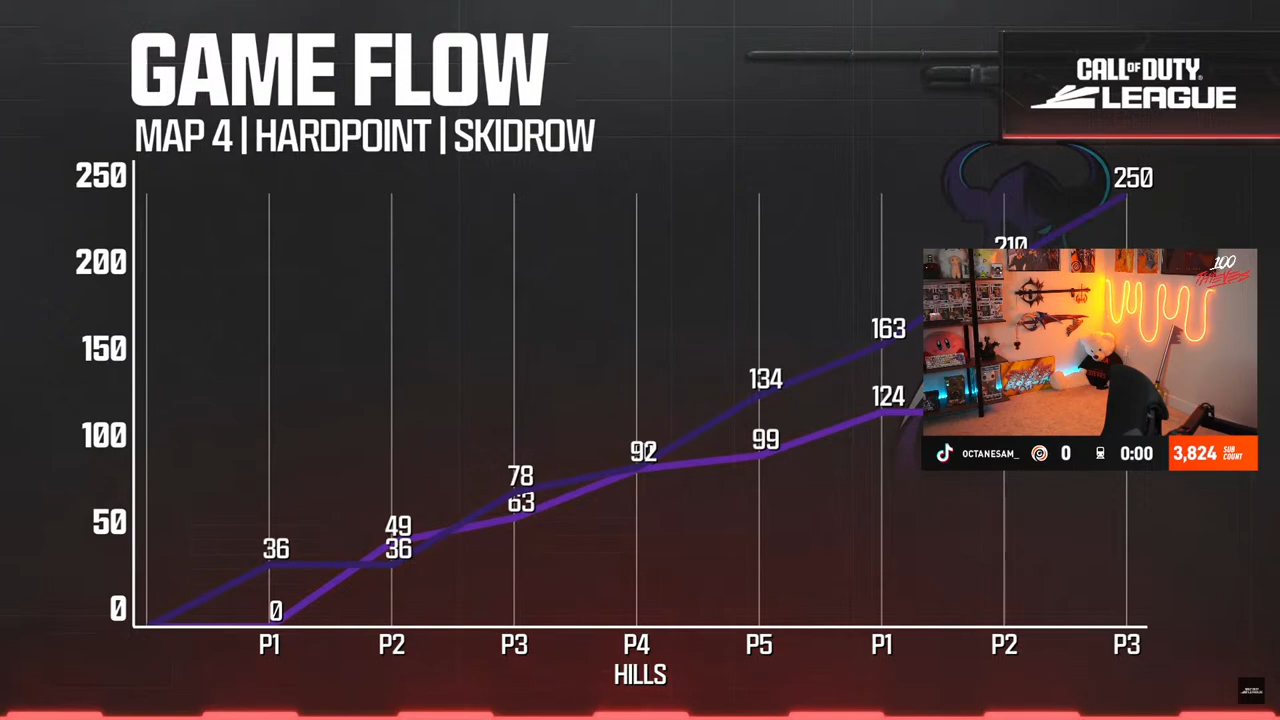 GAME FLOW
MAP 4 | HARDPOINT | SKIDROW
CALL OF DUTY
LEAGUE
250
200
150
100
50
0
36
0
49
36
78
63
92
134
99
163
124
210
250
100
THIEVES
OCTANESAM_
0
0:00
3,824
SUB COUNT
P1
P2
P3
P4
P5
P1
P2
P3
HILLS